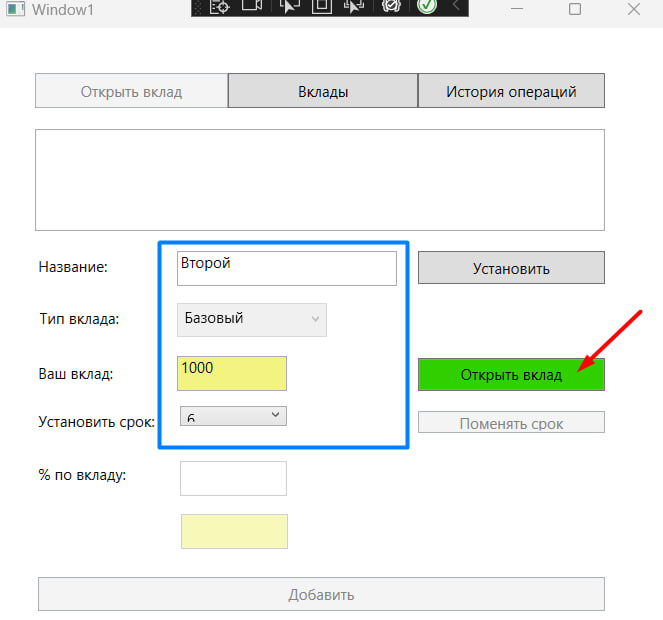 Window1
Открыть вклад Вклады История операций
Название: Второй Установить
Тип вклада: Базовый
Ваш вклад: 1000 Открыть вклад
Установить срок: 6 Поменять срок
% по вкладу:
Добавить